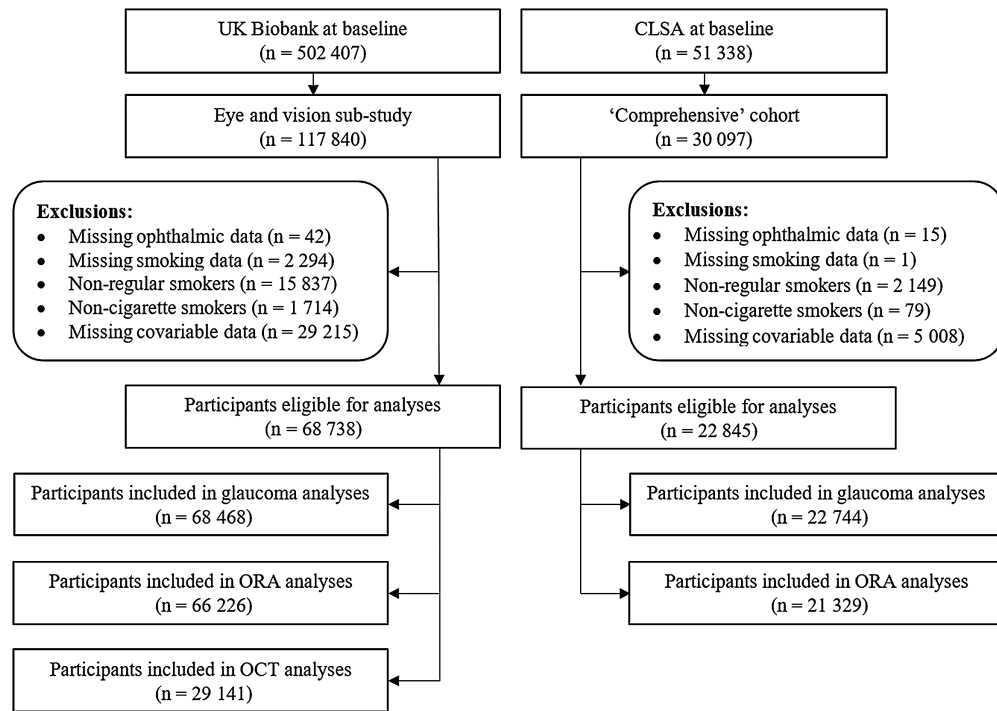 UK Biobank at baseline
(n = 502 407)
Eye and vision sub-study
(n = 117 840)
Exclusions:
• Missing ophthalmic data (n = 42)
• Missing smoking data (n = 2 294)
• Non-regular smokers (n = 15 837)
• Non-cigarette smokers (n = 1 714)
• Missing covariable data (n = 29 215)
Participants eligible for analyses
(n = 68 738)
Participants included in glaucoma analyses
(n = 68 468)
Participants included in ORA analyses
(n = 66 226)
Participants included in OCT analyses
(n = 29 141)
CLSA at baseline
(n = 51 338)
‘Comprehensive’ cohort
(n = 30 097)
Exclusions:
• Missing ophthalmic data (n = 15)
• Missing smoking data (n = 1)
• Non-regular smokers (n = 2 149)
• Non-cigarette smokers (n = 79)
• Missing covariable data (n = 5 008)
Participants eligible for analyses
(n = 22 845)
Participants included in glaucoma analyses
(n = 22 744)
Participants included in ORA analyses
(n = 21 329)